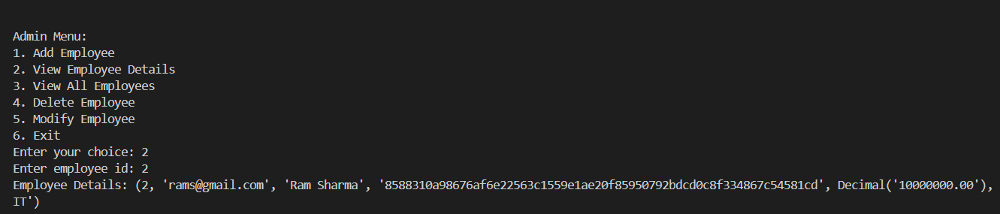 Admin Menu:
1. Add Employee
2. View Employee Details
3. View All Employees
4. Delete Employee
5. Modify Employee
6. Exit
Enter your choice: 2
Enter employee id: 2
Employee Details: (2, 'rams@gmail.com', 'Ram Sharma', '8588310a98676af6e22563c1559e1ae20f85950792bdcd0c8f334867c54581cd', Decimal('10000000.00'),
IT')